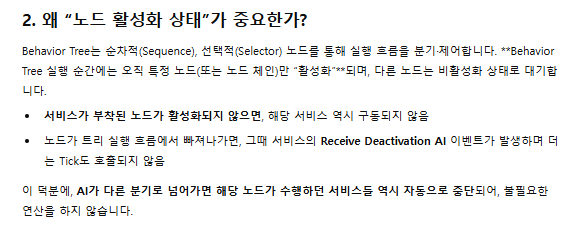 2. 왜 “노드 활성화 상태”가 중요한가?
Behavior Tree는 순차적(Sequence), 선택적(Selector) 노드를 통해 실행 흐름을 분기·제어합니다. **Behavior
Tree 실행 순간에는 오직 특정 노드(또는 노드 체인)만 “활성화”**되며, 다른 노드는 비활성화 상태로 대기합
니다.
• 서비스가 부착된 노드가 활성화되지 않으면, 해당 서비스 역시 구동되지 않음
• 노드가 트리 실행 흐름에서 빠져나가면, 그때 서비스의 Receive Deactivation AI 이벤트가 발생하며 더
는 Tick도 호출되지 않음
이 덕분에, AI가 다른 분기로 넘어가면 해당 노드가 수행하던 서비스들 역시 자동으로 중단되어, 불필요한
연산을 하지 않습니다.